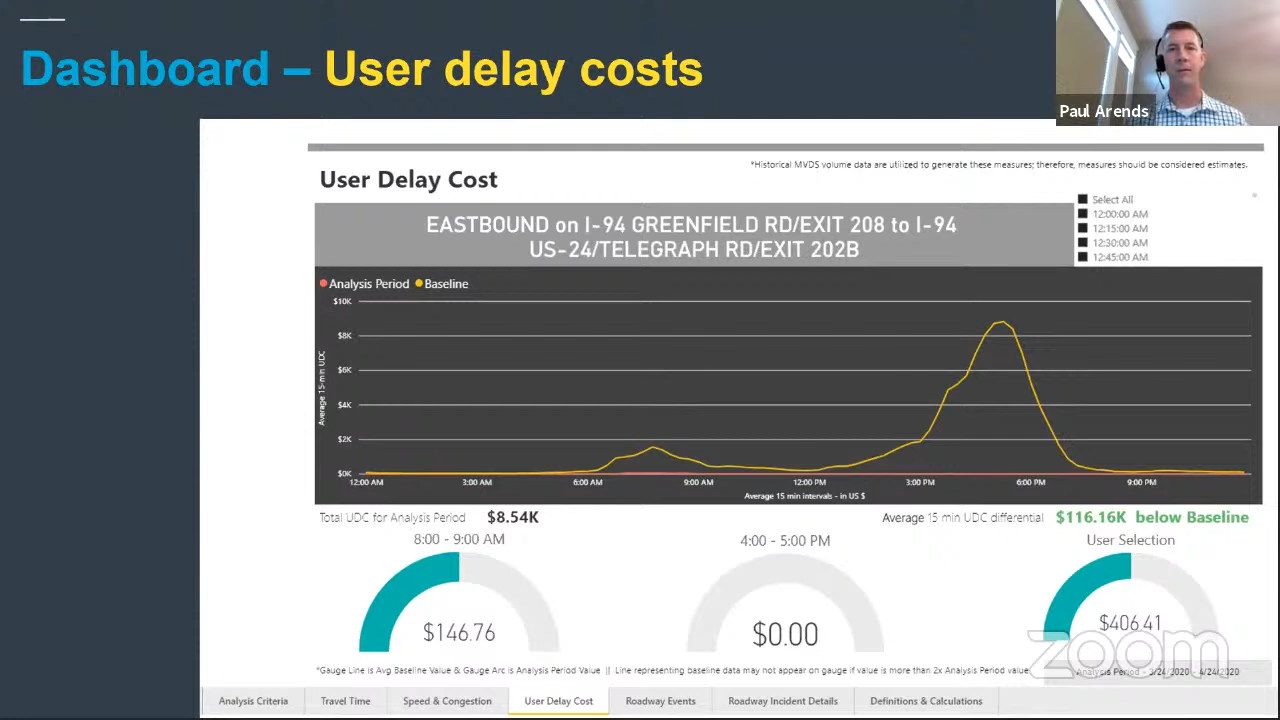 Dashboard – User delay costs
Paul Arends
*Historical MVDS volume data are utilized to generate these measures; therefore, measures should be considered estimates.
User Delay Cost
Select All
12:00:00 AM
12:15:00 AM
12:30:00 AM
12:45:00 AM
EASTBOUND on I-94 GREENFIELD RD/EXIT 208 to I-94
US-24/TELEGRAPH RD/EXIT 202B
Analysis Period Baseline
Average 15-min UDC
$10K
$8K
$6K
$4K
$2K
$0K
12:00 AM 3:00 AM 6:00 AM 9:00 AM 12:00 PM 3:00 PM 6:00 PM 9:00 PM
Average 15 min intervals - in US $
Total UDC for Analysis Period $8.54K
Average 15 min UDC differential $116.16K below Baseline
8:00 - 9:00 AM
$146.76
4:00 - 5:00 PM
$0.00
User Selection
$406.41
zoom
*Gauge Line is Avg Baseline Value & Gauge Arc is Analysis Period Value || Line representing baseline data may not appear on gauge if value is more than 2x Analysis Period value
Analysis Period - 3/24/2020 - 4/24/2020
Analysis Criteria Travel Time Speed & Congestion User Delay Cost Roadway Events Roadway Incident Details Definitions & Calculations